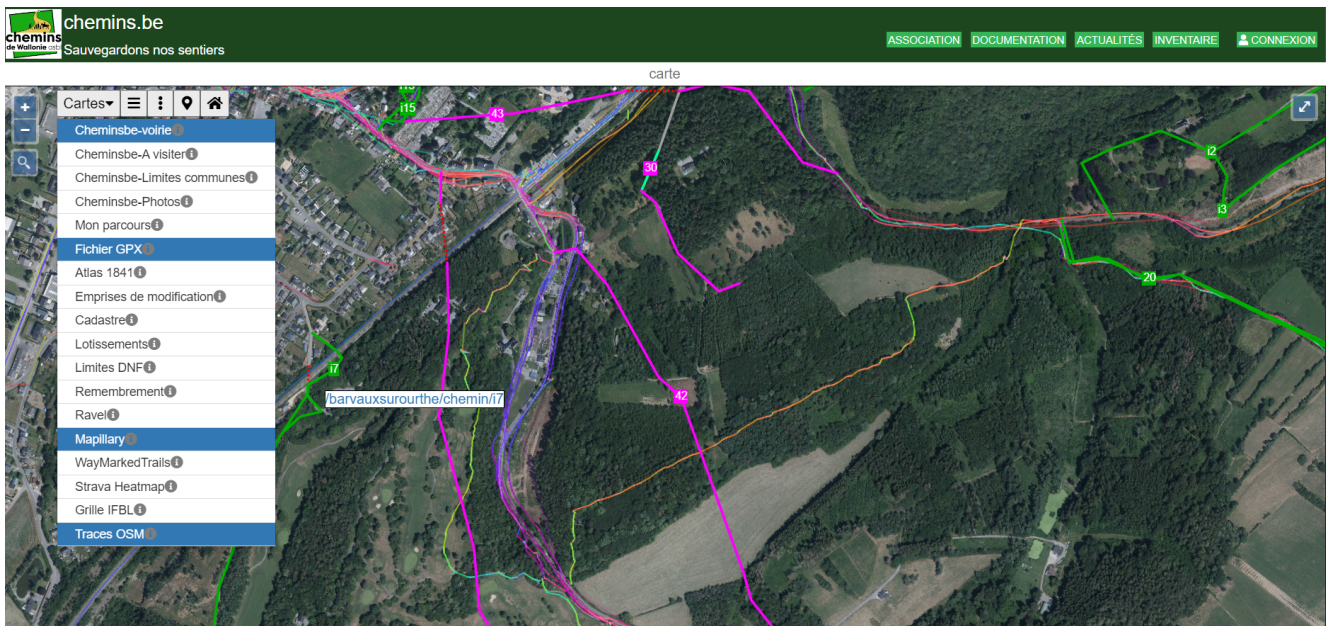 chemins
de Wallonie asbl
chemins.be
Sauvegardons nos sentiers
ASSOCIATION DOCUMENTATION ACTUALITÉS INVENTAIRE CONNEXION
carte
+
−
Cartes
Cheminsbe-voirie
Cheminsbe-A visiter
Cheminsbe-Limites communes
Cheminsbe-Photos
Mon parcours
Fichier GPX
Atlas 1841
Emprises de modification
Cadastre
Lotissements
Limites DNF
Remembrement
Ravel
Mapillary
WayMarkedTrails
Strava Heatmap
Grille IFBL
Traces OSM
i15
43
30
i2
i3
20
i7
/barvauxsurourthe/chemin/i7
42